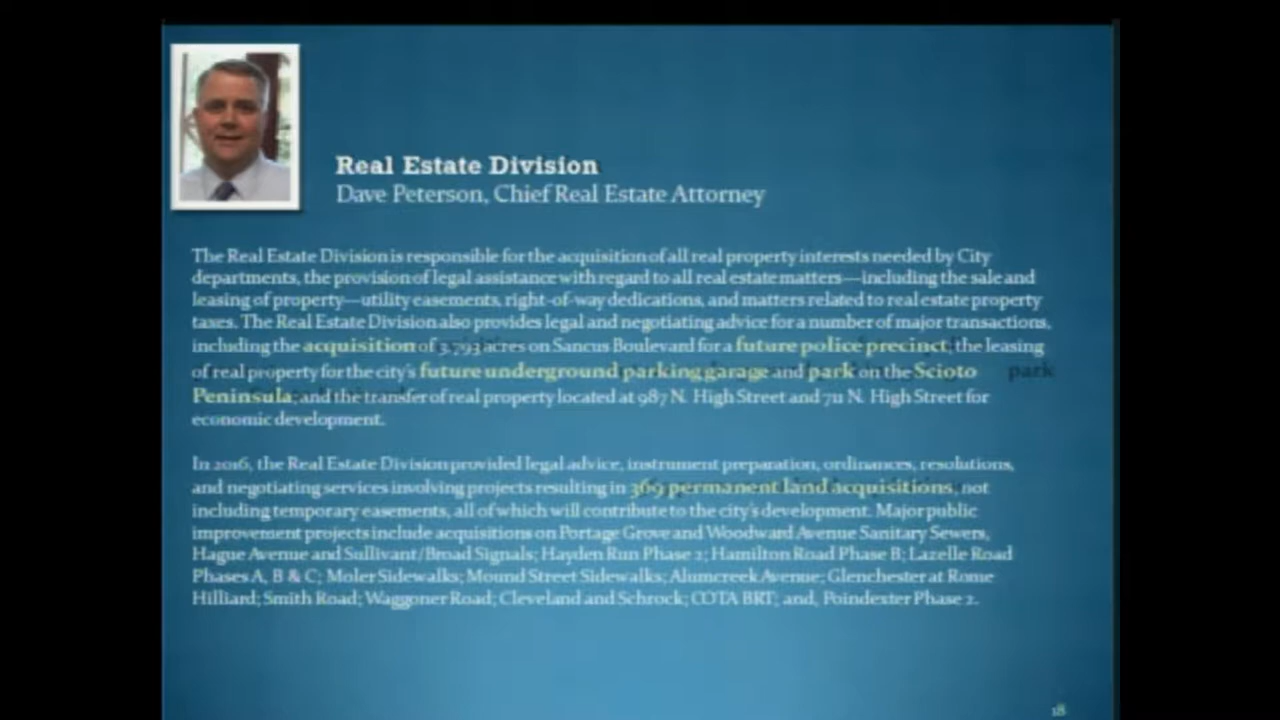 Real Estate Division
Dave Peterson, Chief Real Estate Attorney
The Real Estate Division is responsible for the acquisition of all real property interests needed by City
departments, the provision of legal assistance with regard to all real estate matters—including the sale and
leasing of property—utility easements, right-of-way dedications, and matters related to real estate property
taxes. The Real Estate Division also provides legal and negotiating advice for a number of major transactions,
including the acquisition of 3.793 acres on Sancus Boulevard for a future police precinct, the leasing
of real property for the city's future underground parking garage and park on the Scioto
Peninsula; and the transfer of real property located at 987 N. High Street and 711 N. High Street for
economic development.
In 2016, the Real Estate Division provided legal advice, instrument preparation, ordinances, resolutions,
and negotiating services involving projects resulting in 369 permanent land acquisitions, not
including temporary easements, all of which will contribute to the city's development. Major public
improvement projects include acquisitions on Portage Grove and Woodward Avenue Sanitary Sewers,
Hague Avenue and Sullivant/Broad Signals; Hayden Run Phase 2; Hamilton Road Phase B; Lazelle Road
Phases A, B & C; Moler Sidewalks; Mound Street Sidewalks; Alumcreek Avenue; Glenchester at Rome
Hilliard; Smith Road; Waggoner Road; Cleveland and Schrock; COTA BRT; and, Poindexter Phase 2.
18